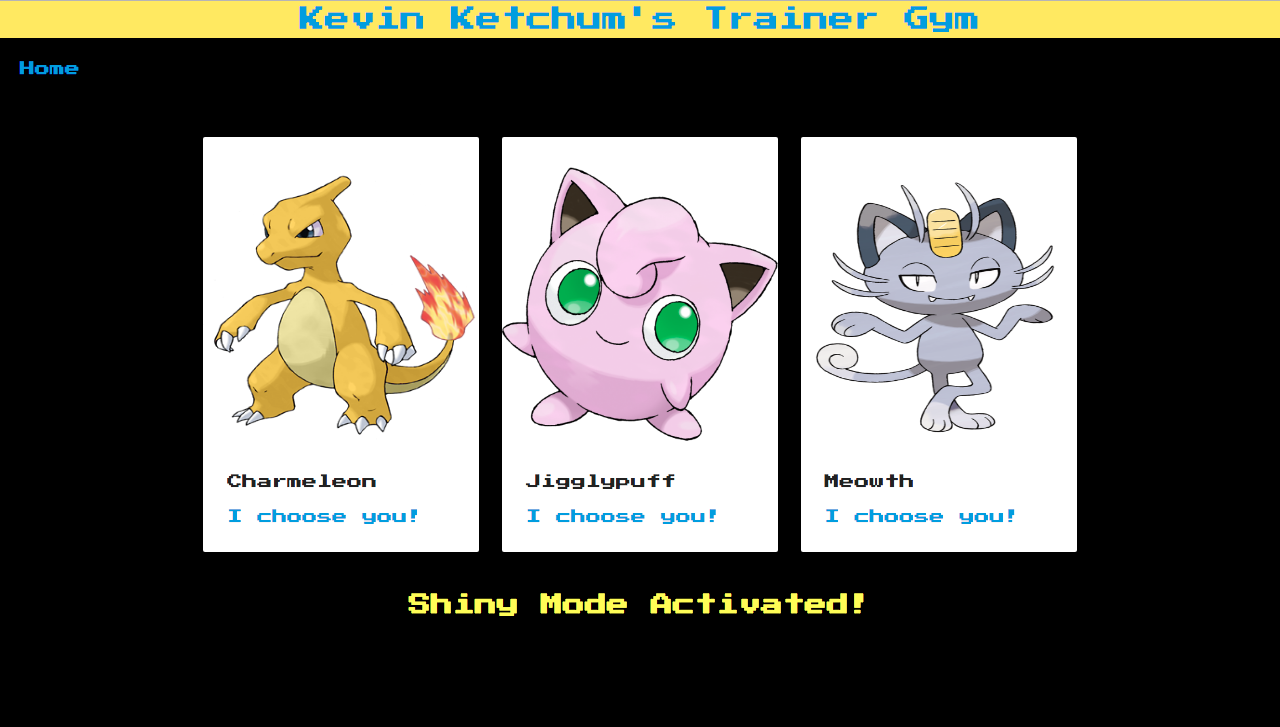 Kevin Ketchum's Trainer Gym
Home
Charmeleon
I choose you!
Jigglypuff
I choose you!
Meowth
I choose you!
Shiny Mode Activated!